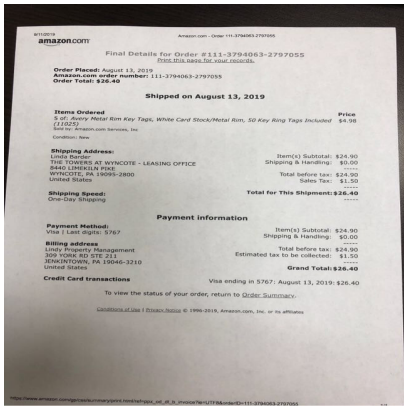 9/11/2019
Amazon.com - Order 111-3794063-2797055
amazon.com
Final Details for Order #111-3794063-2797055
Print this page for your records.
Order Placed: August 13, 2019
Amazon.com order number: 111-3794063-2797055
Order Total: $26.40
Shipped on August 13, 2019
Items Ordered Price
5 of: Avery Metal Rim Key Tags, White Card Stock/Metal Rim, 50 Key Ring Tags Included $4.98
(11025)
Sold by: Amazon.com Services, Inc
Condition: New
Shipping Address:
Linda Barder
THE TOWERS AT WYNCOTE - LEASING OFFICE
8440 LIMEKILN PIKE
WYNCOTE, PA 19095-2800
United States
Item(s) Subtotal: $24.90
Shipping & Handling: $0.00
-----
Total before tax: $24.90
Sales Tax: $1.50
-----
Total for This Shipment: $26.40
-----
Shipping Speed:
One-Day Shipping
Payment information
Payment Method:
Visa | Last digits: 5767
Item(s) Subtotal: $24.90
Shipping & Handling: $0.00
-----
Billing address
Lindy Property Management
309 YORK RD STE 211
JENKINTOWN, PA 19046-3210
United States
Total before tax: $24.90
Estimated tax to be collected: $1.50
-----
Grand Total: $26.40
Credit Card transactions
Visa ending in 5767: August 13, 2019: $26.40
To view the status of your order, return to Order Summary.
Conditions of Use | Privacy Notice © 1996-2019, Amazon.com, Inc. or its affiliates